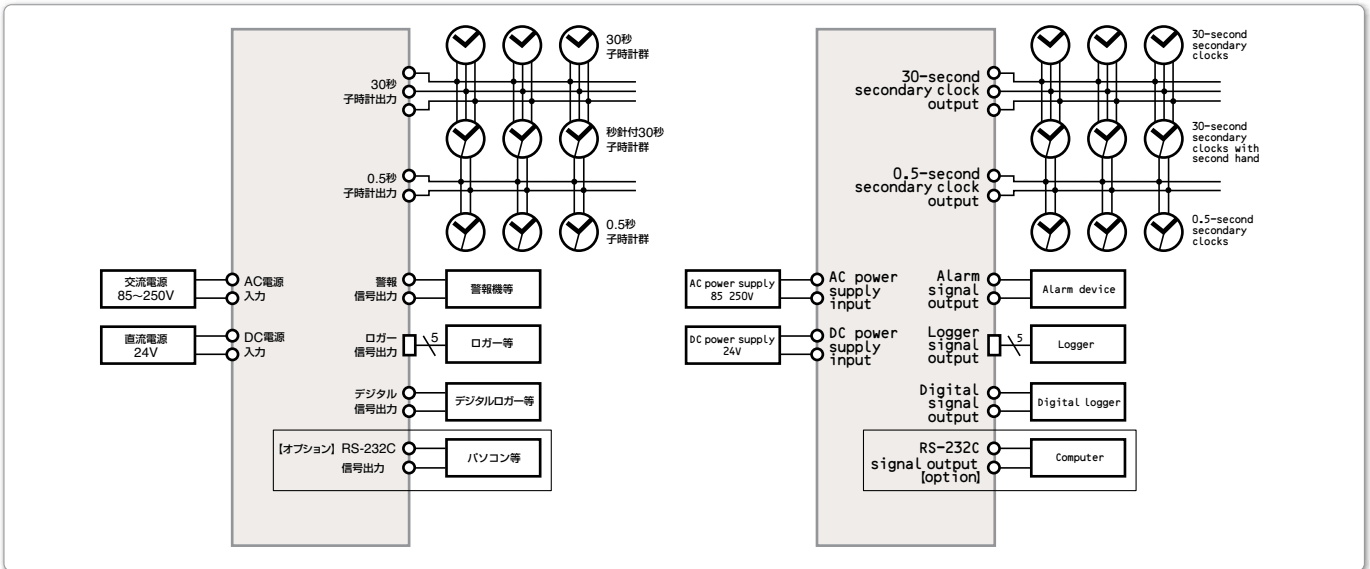 30秒
子時計群
30秒
子時計出力
秒針付30秒
子時計群
0.5秒
子時計出力
0.5秒
子時計群
交流電源
85~250V
AC電源
入力
警報
信号出力
警報機等
直流電源
24V
DC電源
入力
ロガー
信号出力
5
ロガー等
デジタル
信号出力
デジタルロガー等
【オプション】RS-232C
信号出力
パソコン等
30-second
secondary
clocks
30-second
secondary clock
output
30-second
secondary
clocks with
second hand
0.5-second
secondary clock
output
0.5-second
secondary
clocks
AC power supply
85 250V
AC power
supply
input
Alarm
signal
output
Alarm device
DC power supply
24V
DC power
supply
input
Logger
signal
output
5
Logger
Digital
signal
output
Digital logger
RS-232C
signal output
【option】
Computer